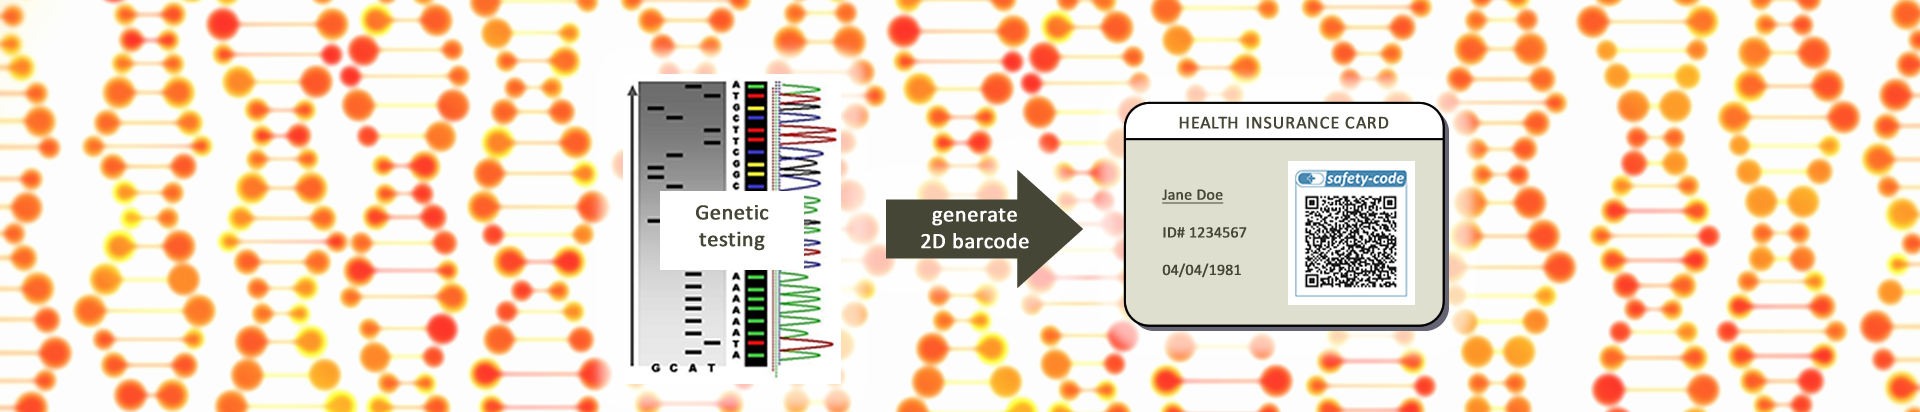 A
T
G
C
T
T
C
G
G
C
Genetic
testing
A
A
A
A
A
A
T
A
G C A T
generate
2D barcode
HEALTH INSURANCE CARD
safety-code
Jane Doe
ID# 1234567
04/04/1981